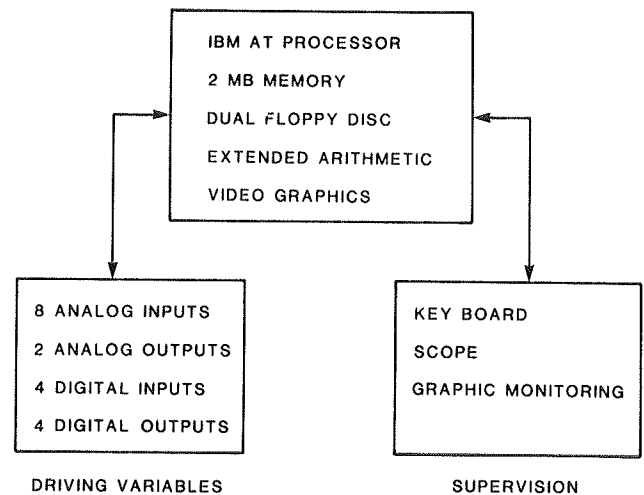 IBM AT PROCESSOR
2 MB MEMORY
DUAL FLOPPY DISC
EXTENDED ARITHMETIC
VIDEO GRAPHICS
8 ANALOG INPUTS
2 ANALOG OUTPUTS
4 DIGITAL INPUTS
4 DIGITAL OUTPUTS
DRIVING VARIABLES
KEY BOARD
SCOPE
GRAPHIC MONITORING
SUPERVISION